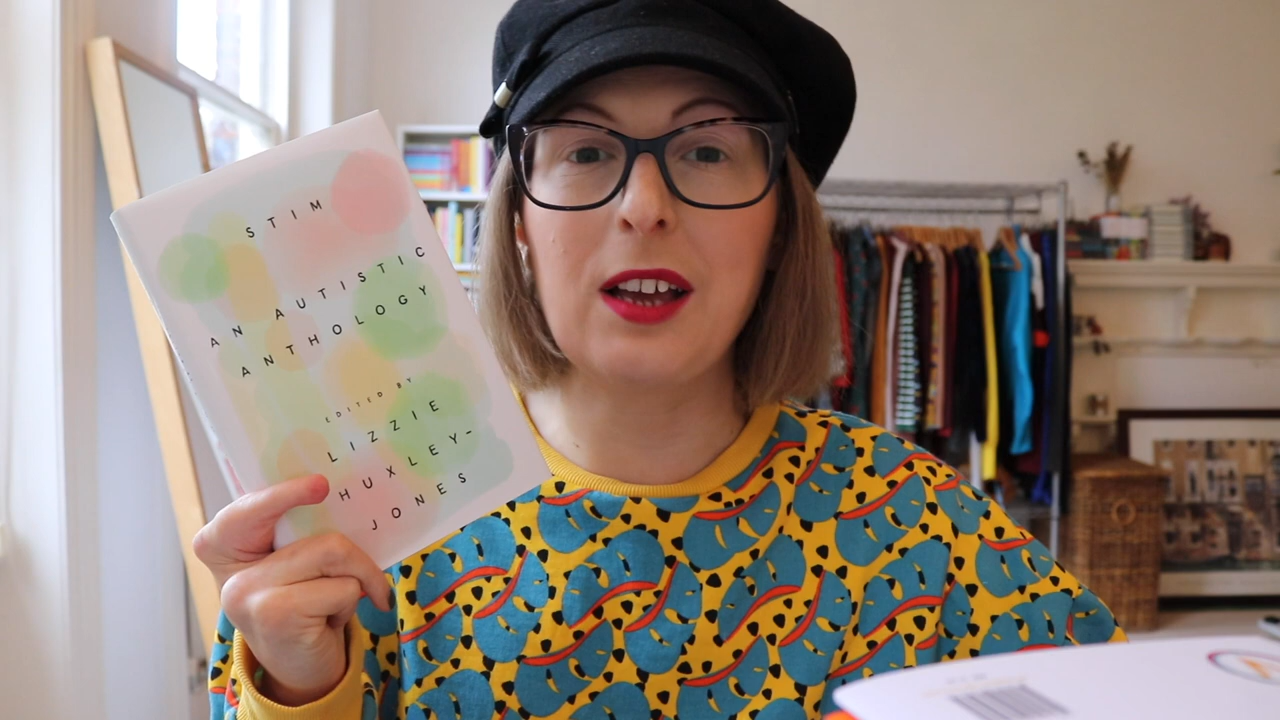 STIM
AN AUTISTIC
ANTHOLOGY
EDITED BY
LIZZIE
HUXLEY-
JONES